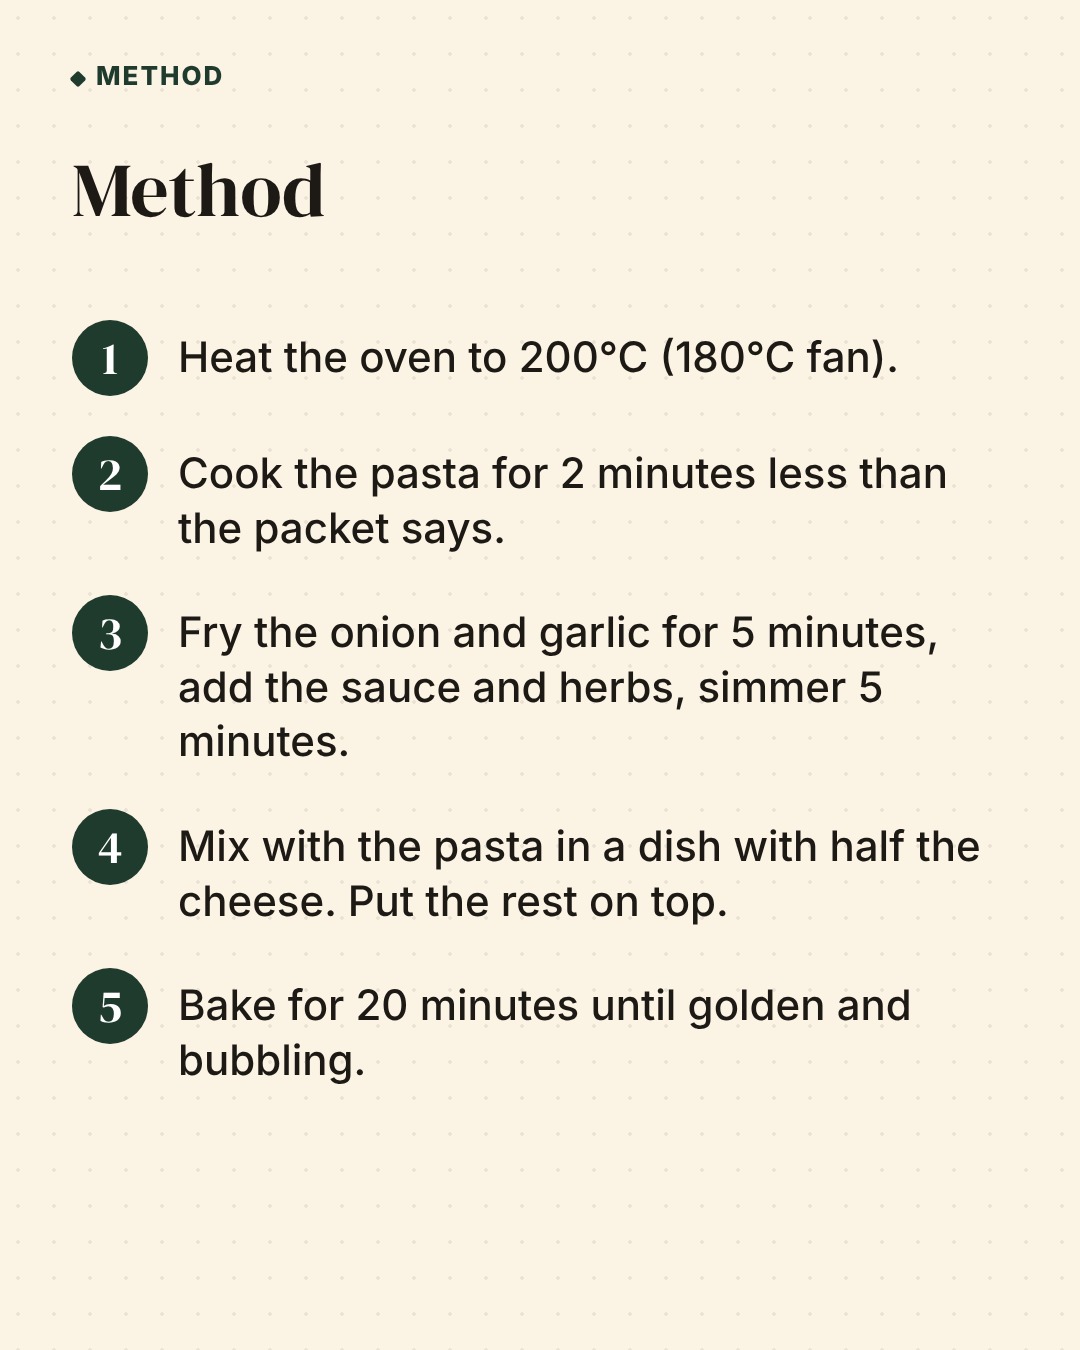 METHOD
Method
1 Heat the oven to 200°C (180°C fan).
2 Cook the pasta for 2 minutes less than
the packet says.
3 Fry the onion and garlic for 5 minutes,
add the sauce and herbs, simmer 5
minutes.
4 Mix with the pasta in a dish with half the
cheese. Put the rest on top.
5 Bake for 20 minutes until golden and
bubbling.